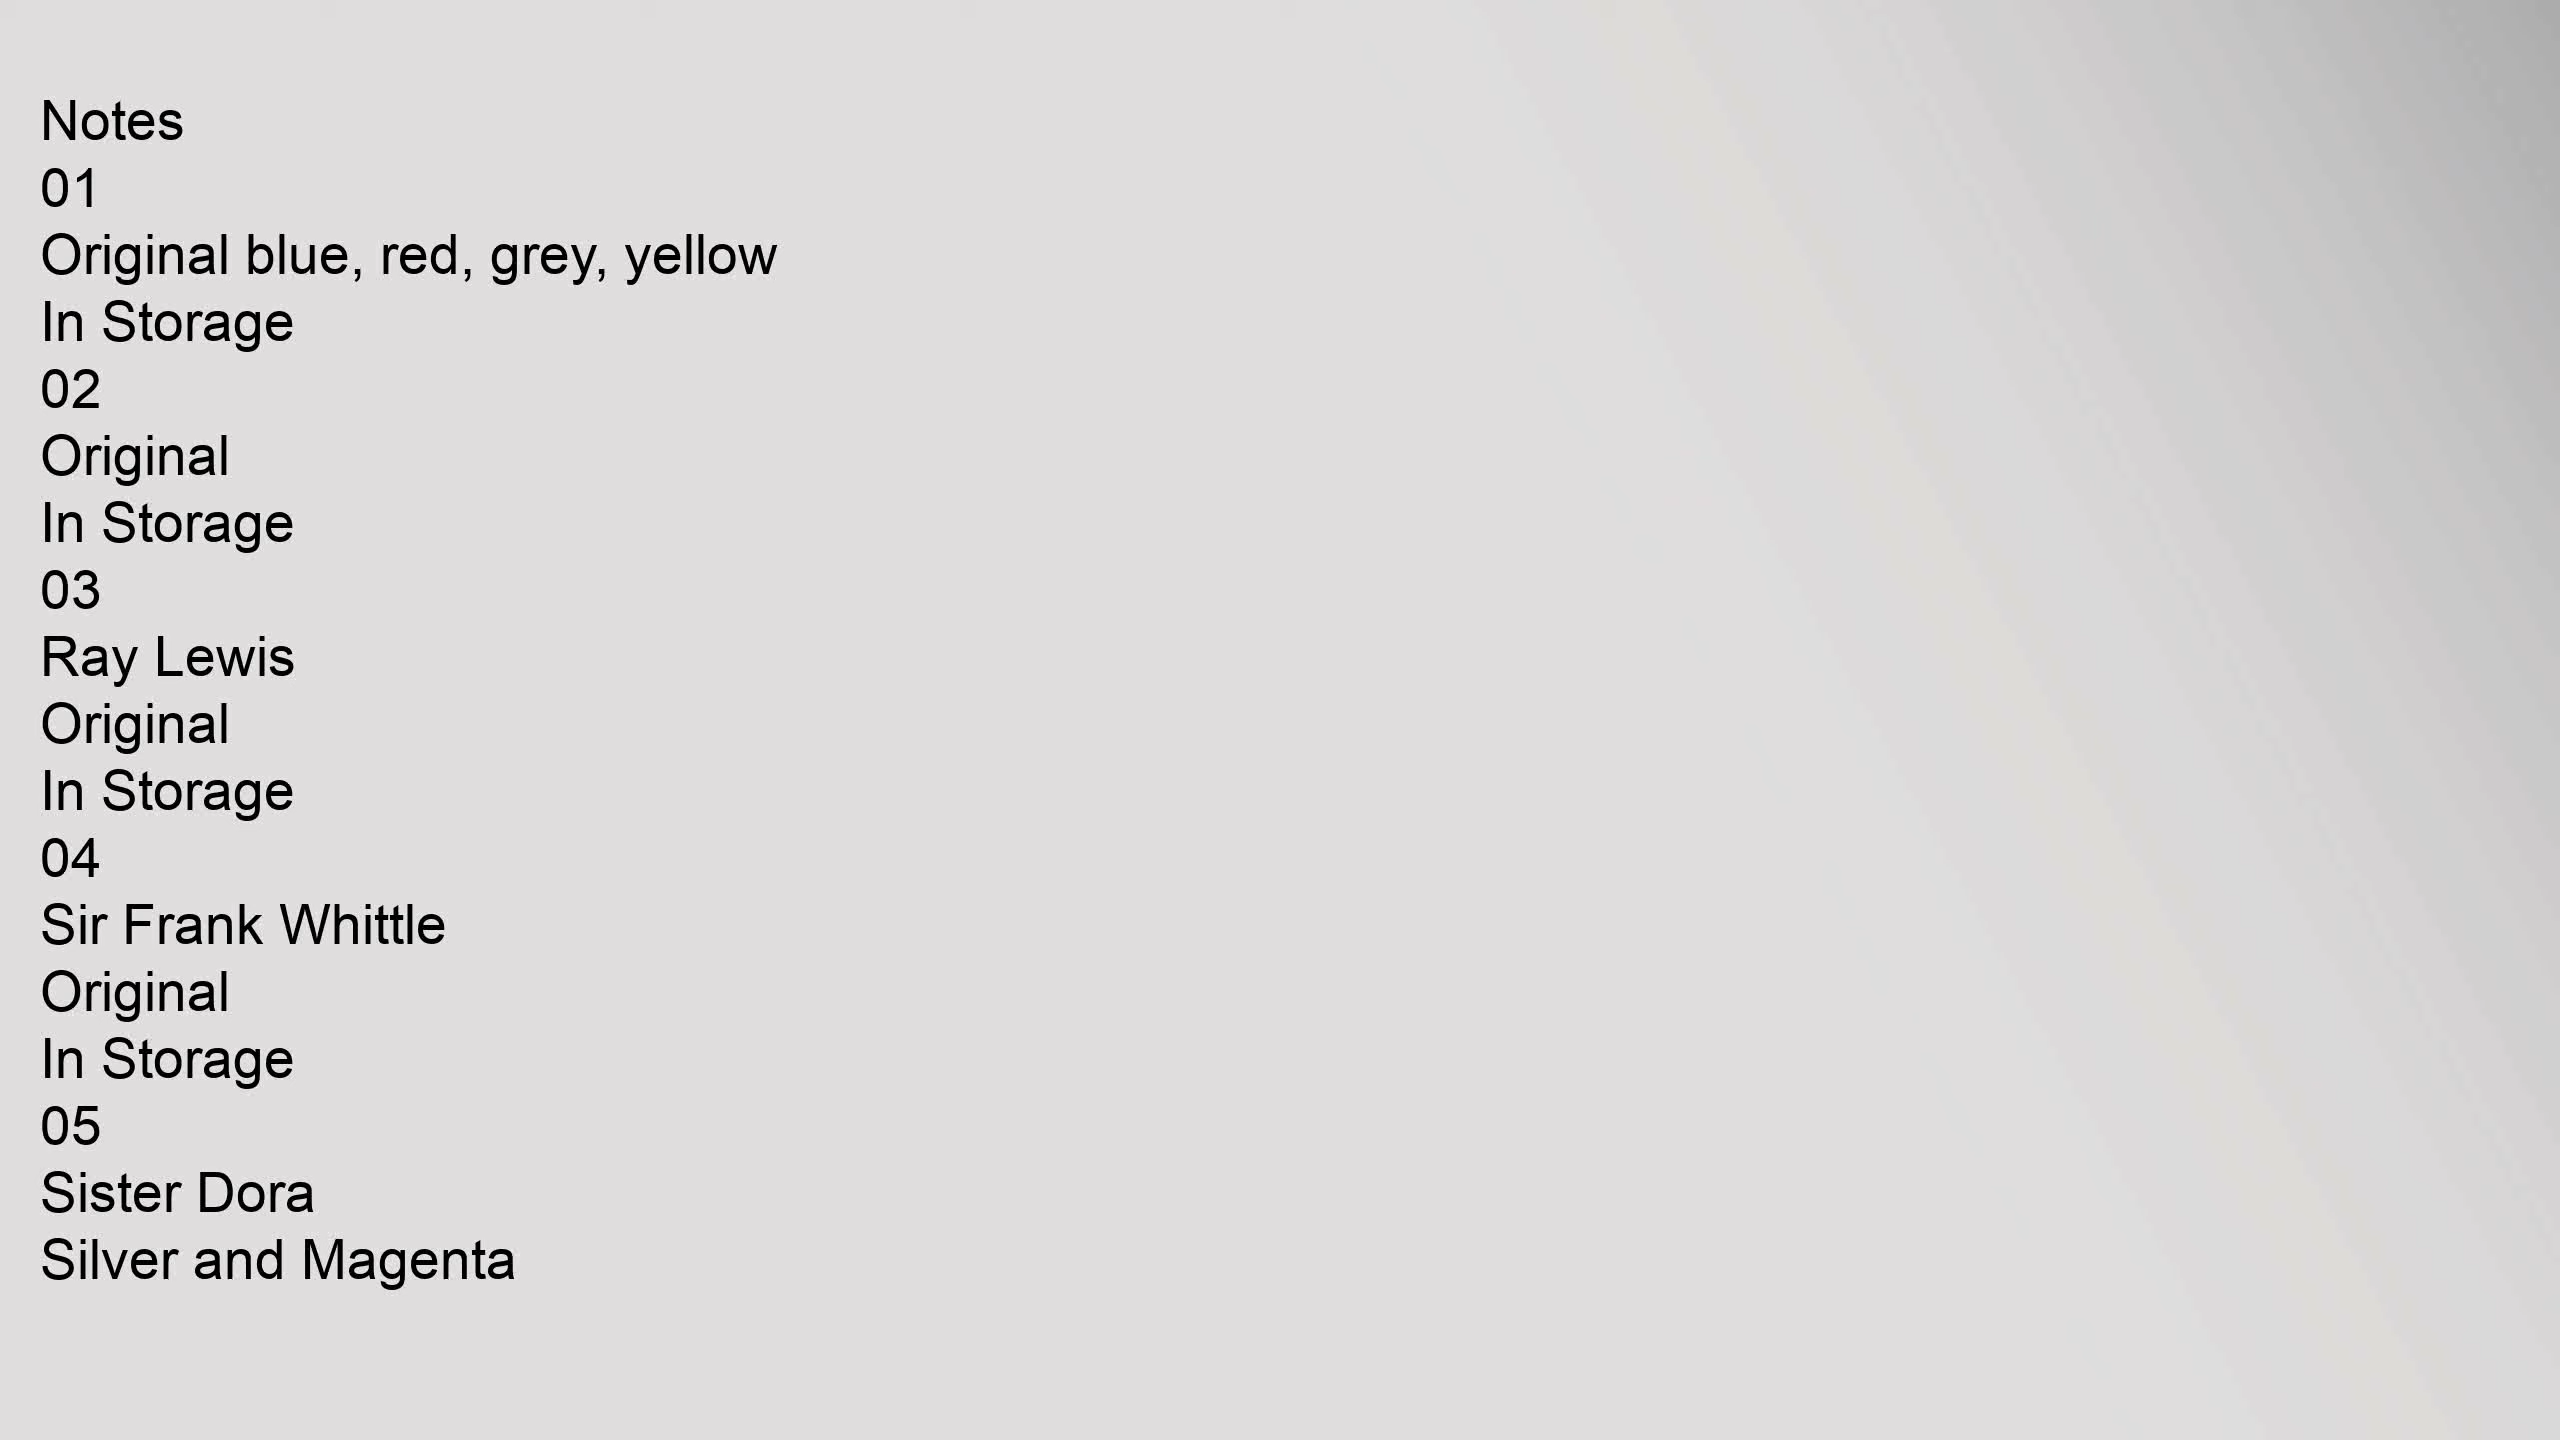 Notes
01
Original blue, red, grey, yellow
In Storage
02
Original
In Storage
03
Ray Lewis
Original
In Storage
04
Sir Frank Whittle
Original
In Storage
05
Sister Dora
Silver and Magenta